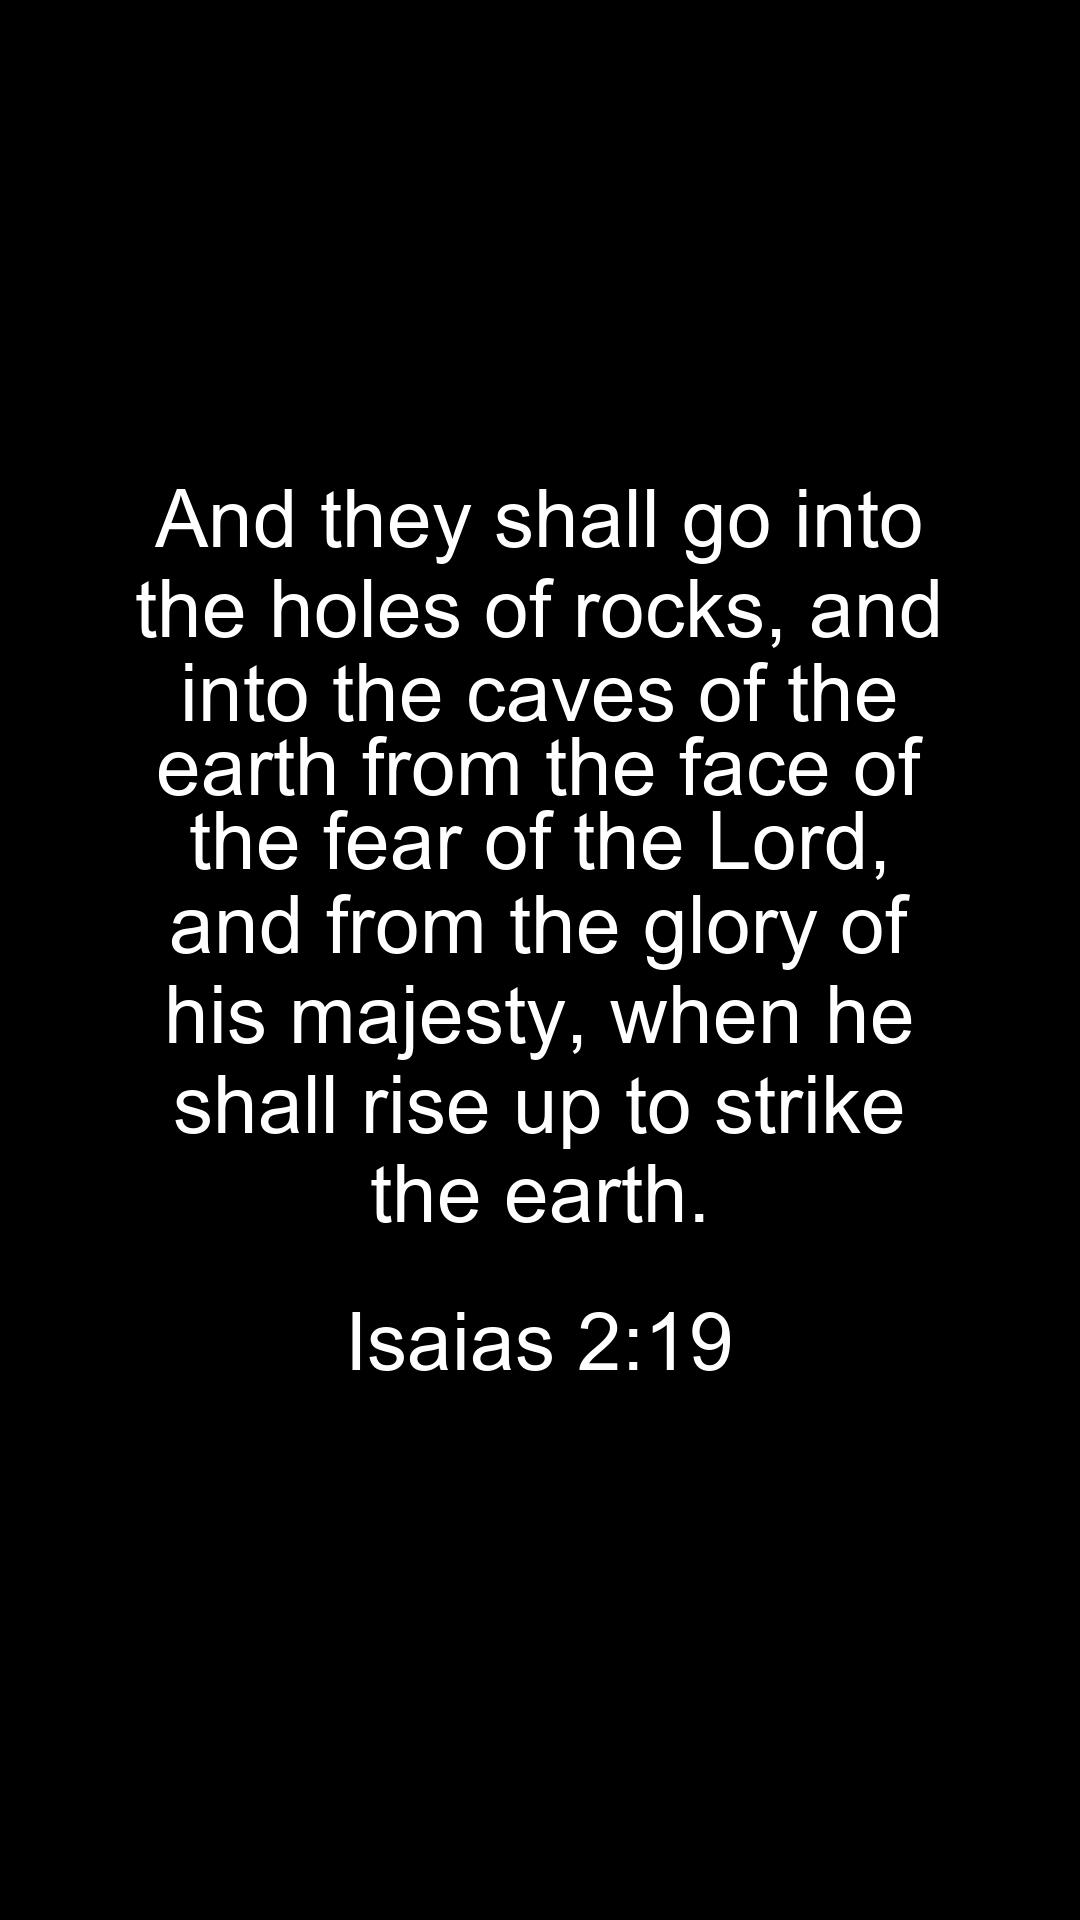 And they shall go into
the holes of rocks, and
into the caves of the
earth from the face of
the fear of the Lord,
and from the glory of
his majesty, when he
shall rise up to strike
the earth.
Isaias 2:19